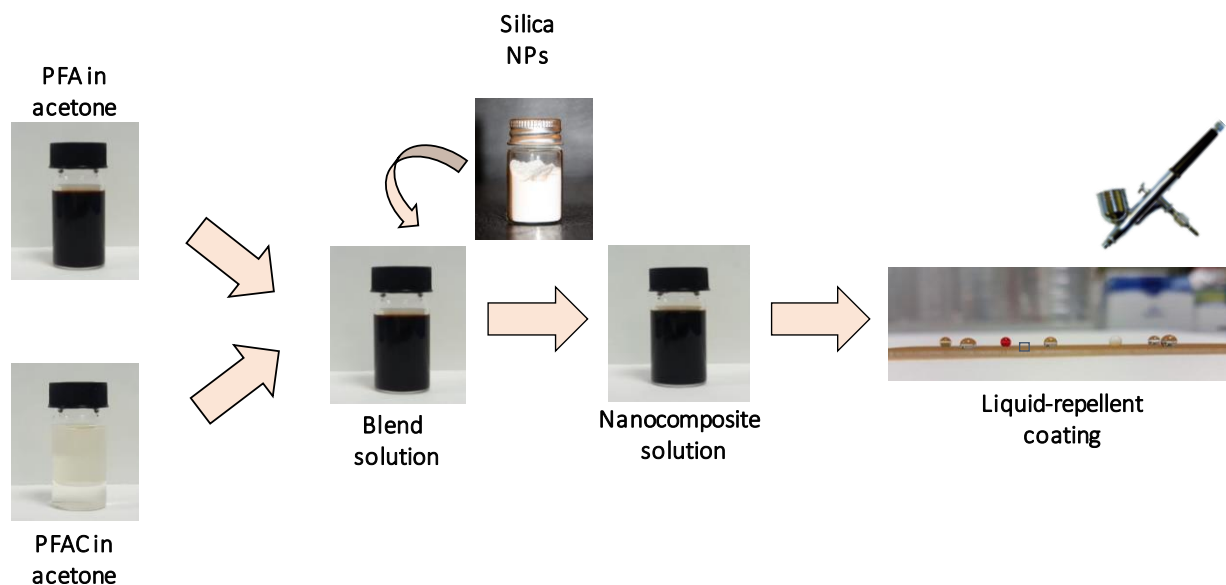 Silica
NPs
PFA in
acetone
Blend
solution
Nanocomposite
solution
Liquid-repellent
coating
PFAC in
acetone